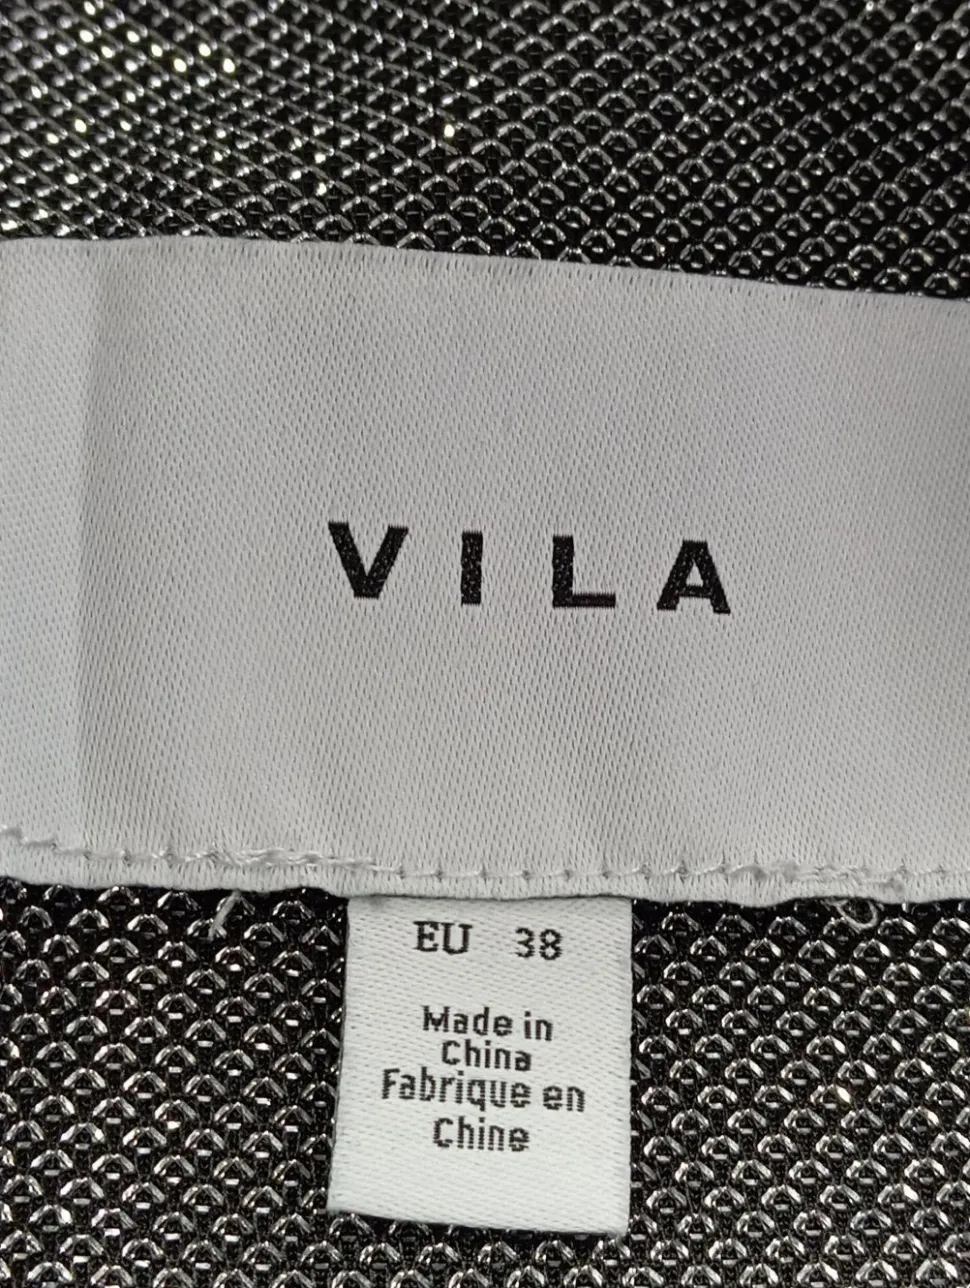 VILA
EU 38
Made in
China
Fabrique en
Chine